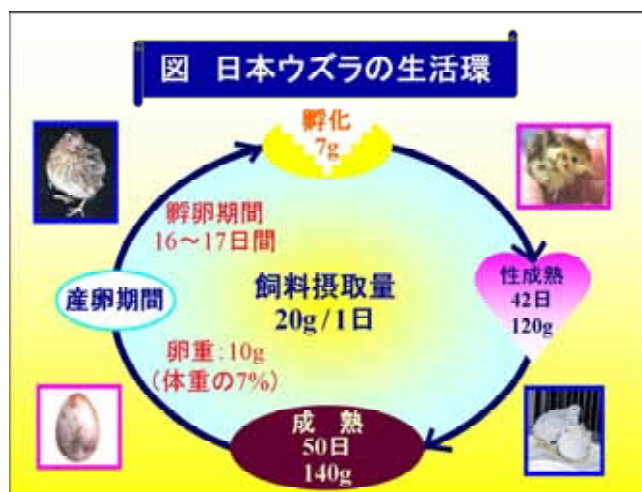 図 日本ウズラの生活環
孵化
7g
孵卵期間
16～17日間
性成熟
42日
120g
飼料摂取量
20g/1日
産卵期間
卵重:10g
(体重の7%)
成 熟
50日
140g